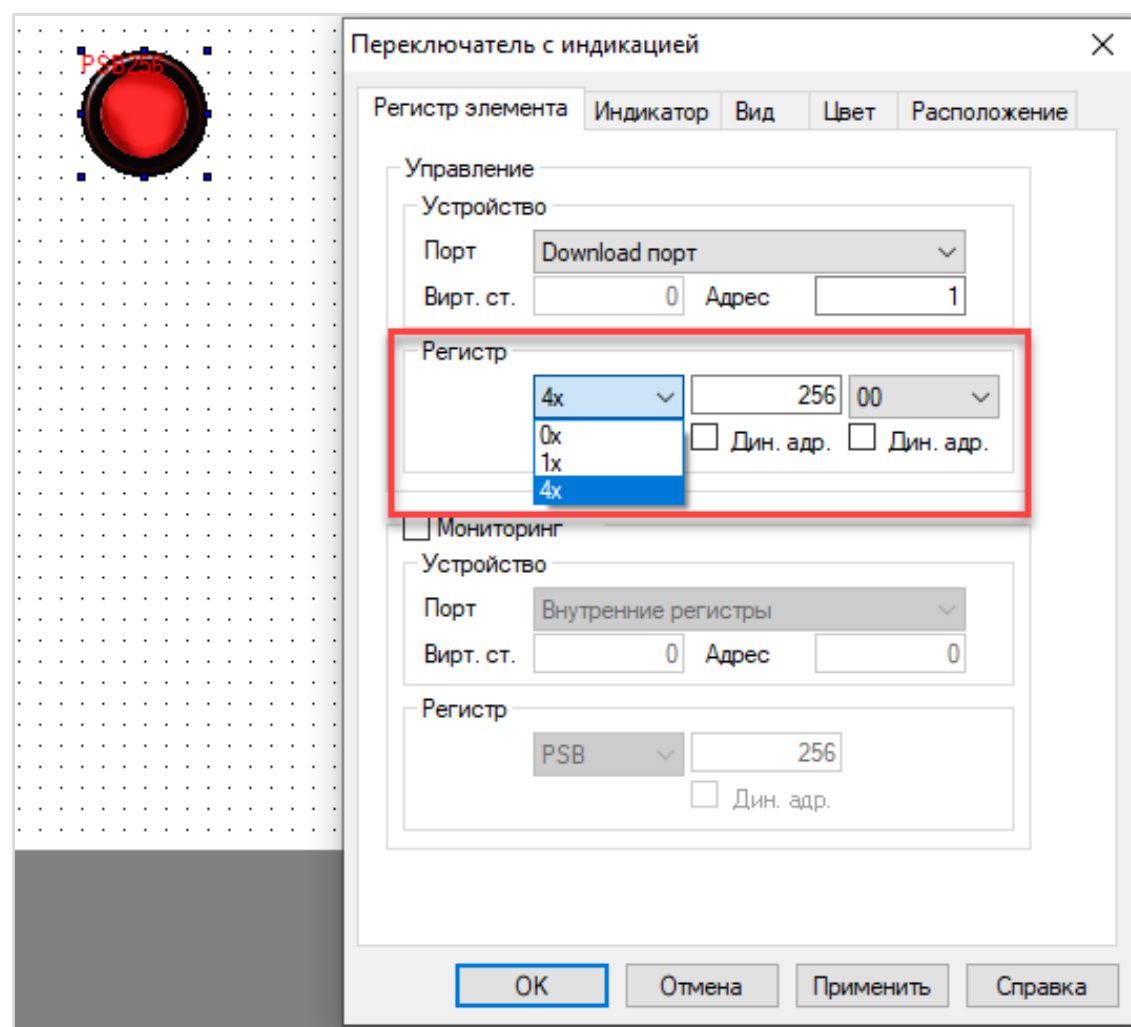 PSB256
Переключатель с индикацией
Регистр элемента Индикатор Вид Цвет Расположение
Управление
Устройство
Порт Download порт
Вирт. ст. 0 Адрес 1
Регистр
4x 256 00
0x
1x
4x
Дин. адр. Дин. адр.
Мониторинг
Устройство
Порт Внутренние регистры
Вирт. ст. 0 Адрес 0
Регистр
PSB 256
Дин. адр.
OK Отмена Применить Справка